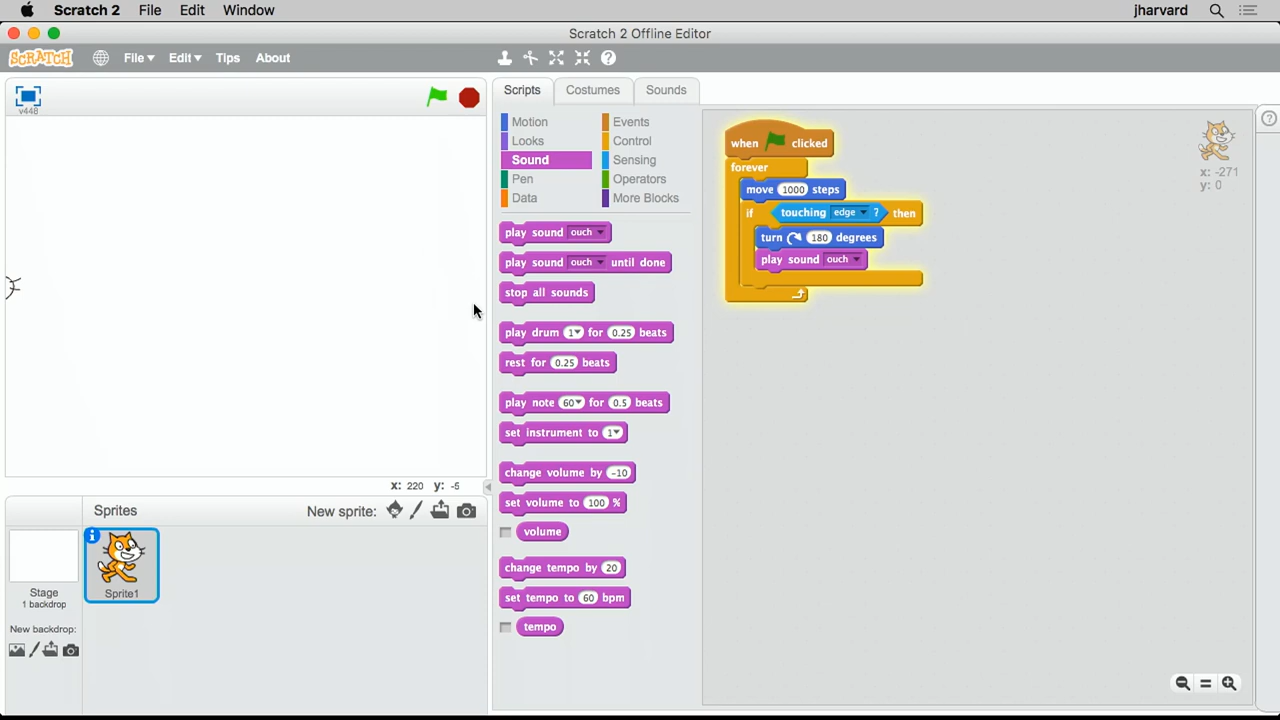 Scratch 2 File Edit Window jharvard
Scratch 2 Offline Editor
SCRATCH File Edit Tips About
v448
Scripts Costumes Sounds
Motion Events
Looks Control
Sound Sensing
Pen Operators
Data More Blocks
play sound ouch
play sound ouch until done
stop all sounds
play drum 1 for 0.25 beats
rest for 0.25 beats
play note 60 for 0.5 beats
set instrument to 1
change volume by -10
set volume to 100 %
volume
change tempo by 20
set tempo to 60 bpm
tempo
when clicked
forever
move 1000 steps
if touching edge ? then
turn 180 degrees
play sound ouch
x: -271
y: 0
x: 220 y: -5
Sprites New sprite:
Stage
1 backdrop
New backdrop:
Sprite1